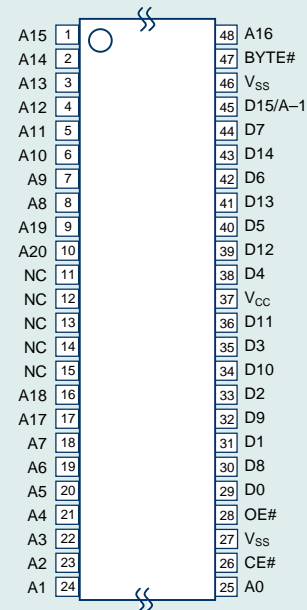 A15 1 48 A16
A14 2 47 BYTE#
A13 3 46 VSS
A12 4 45 D15/A–1
A11 5 44 D7
A10 6 43 D14
A9 7 42 D6
A8 8 41 D13
A19 9 40 D5
A20 10 39 D12
NC 11 38 D4
NC 12 37 VCC
NC 13 36 D11
NC 14 35 D3
NC 15 34 D10
A18 16 33 D2
A17 17 32 D9
A7 18 31 D1
A6 19 30 D8
A5 20 29 D0
A4 21 28 OE#
A3 22 27 VSS
A2 23 26 CE#
A1 24 25 A0